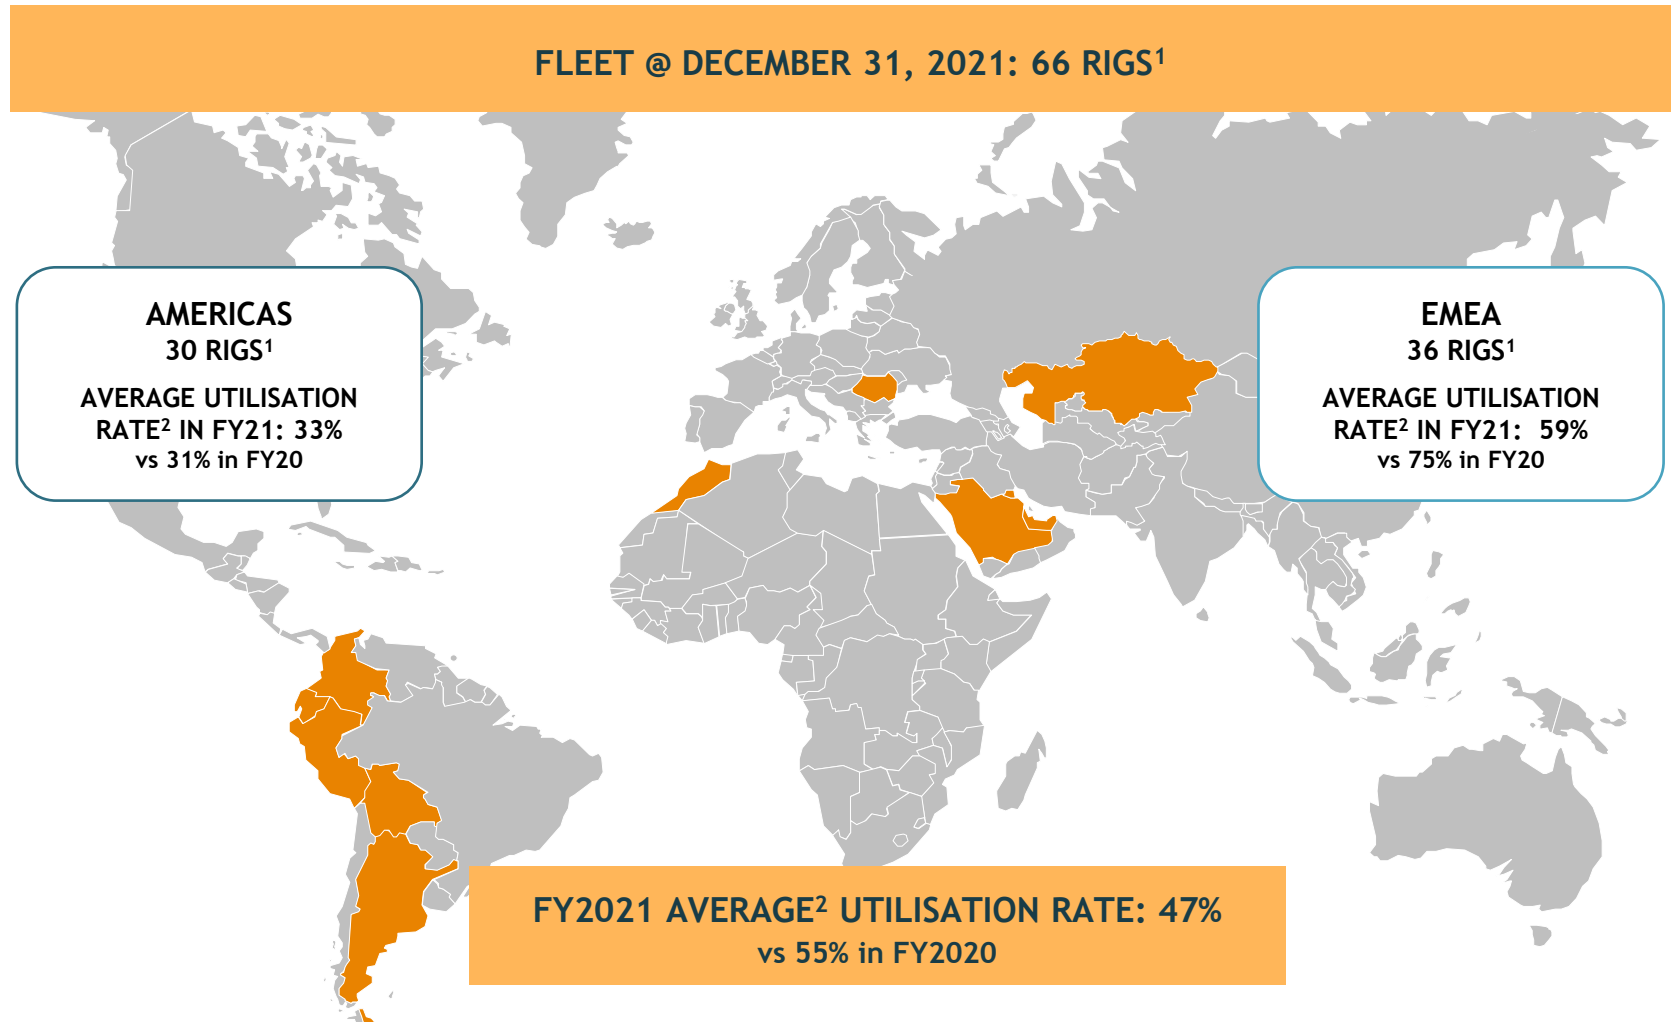 FLEET @ DECEMBER 31, 2021: 66 RIGS¹
AMERICAS
30 RIGS¹
AVERAGE UTILISATION
RATE² IN FY21: 33%
vs 31% in FY20
EMEA
36 RIGS¹
AVERAGE UTILISATION
RATE² IN FY21: 59%
vs 75% in FY20
FY2021 AVERAGE² UTILISATION RATE: 47%
vs 55% in FY2020